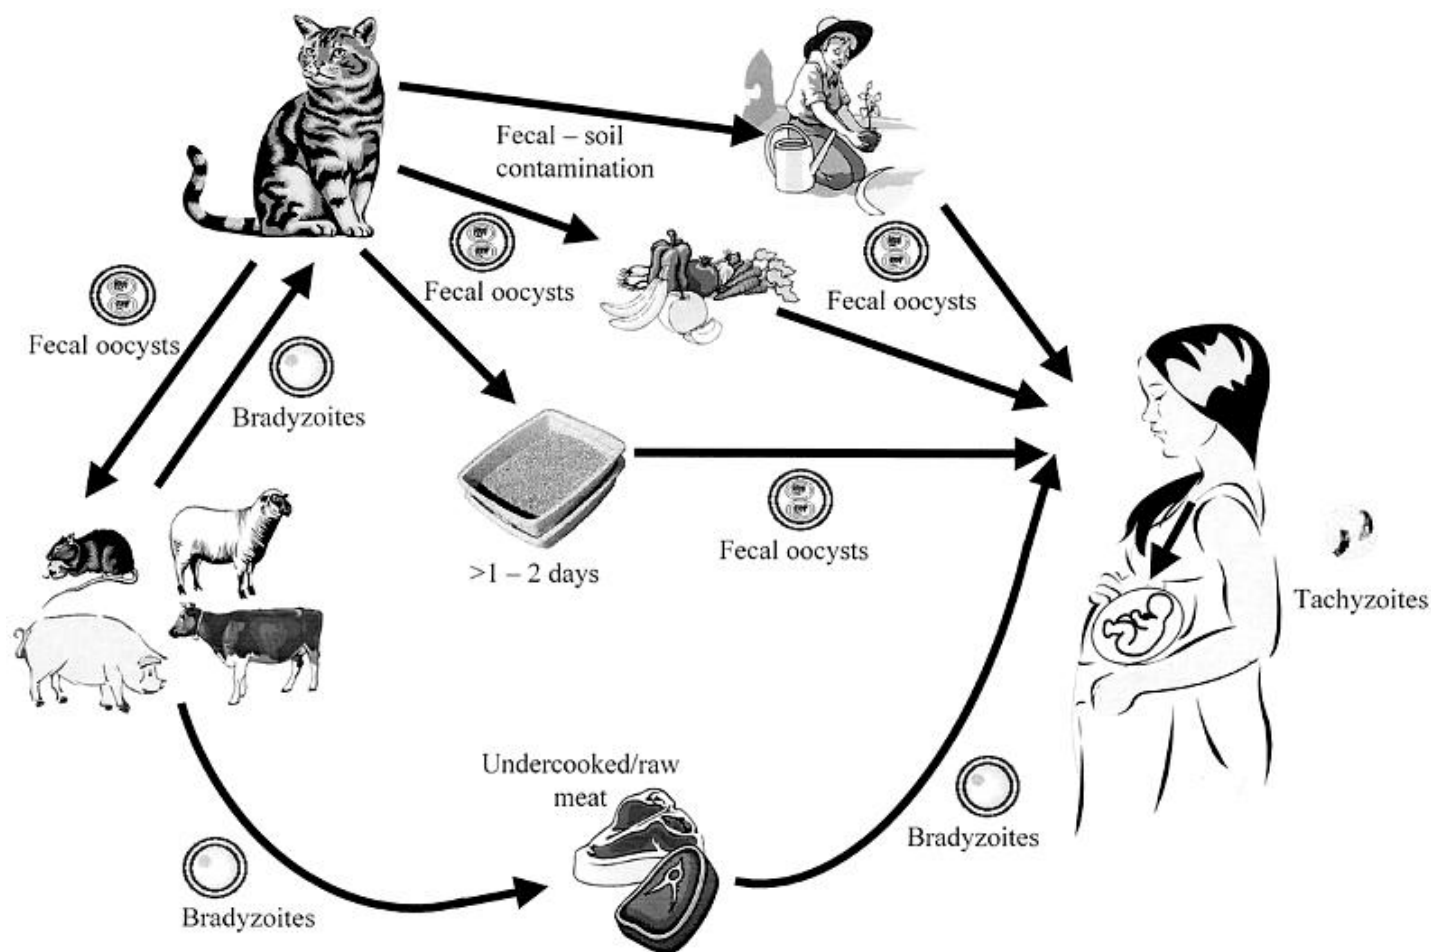 Fecal – soil
contamination
Fecal oocysts
Fecal oocysts
Fecal oocysts
Bradyzoites
Fecal oocysts
>1 – 2 days
Tachyzoites
Undercooked/raw
meat
Bradyzoites
Bradyzoites